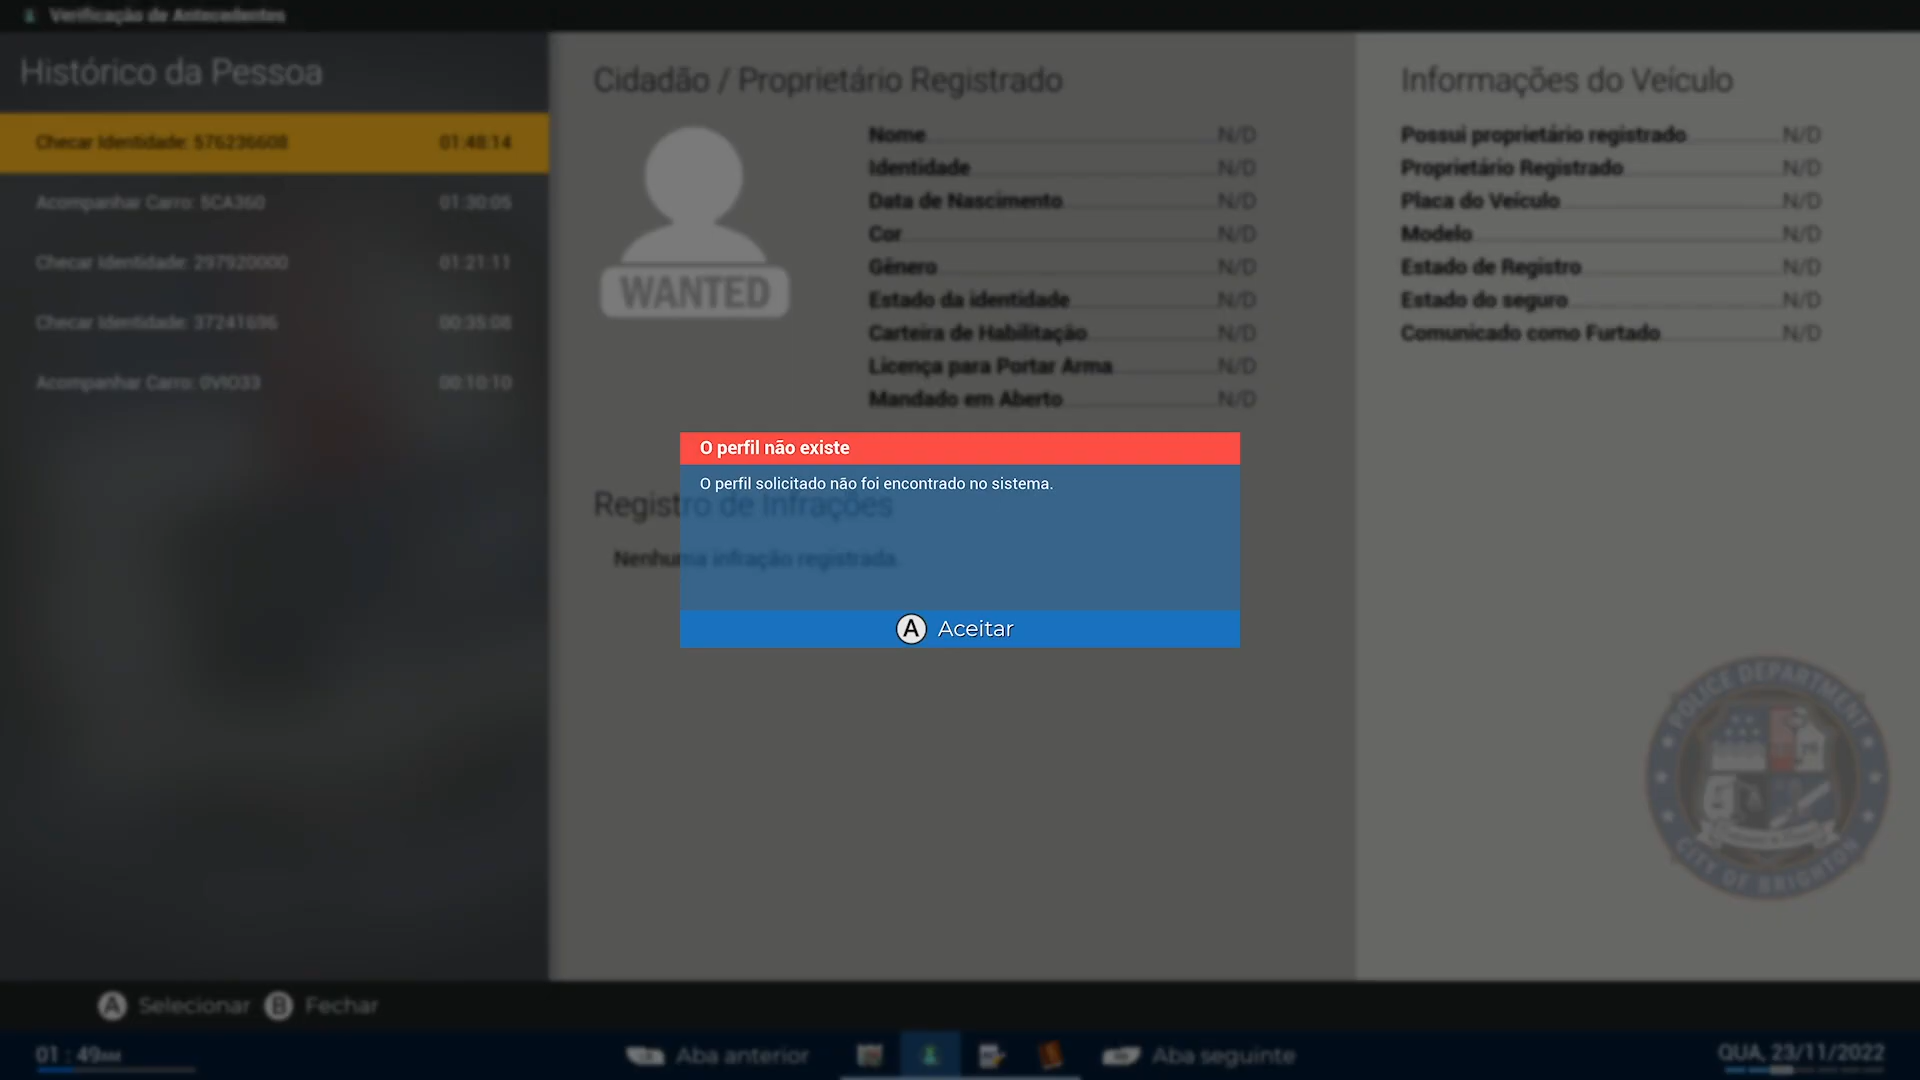 Verificação de Antecedentes
Histórico da Pessoa
Checar Identidade: 576236608 01:48:14
Acompanhar Carro: 5CA360 01:30:05
Checar Identidade: 297920000 01:21:11
Checar Identidade: 37241696 00:35:08
Acompanhar Carro: 0VIO33 00:10:10
Cidadão / Proprietário Registrado
WANTED
Nome N/D
Identidade N/D
Data de Nascimento N/D
Cor N/D
Gênero N/D
Estado da identidade N/D
Carteira de Habilitação N/D
Licença para Portar Arma N/D
Mandado em Aberto N/D
Informações do Veículo
Possui proprietário registrado N/D
Proprietário Registrado N/D
Placa do Veículo N/D
Modelo N/D
Estado de Registro N/D
Estado do seguro N/D
Comunicado como Furtado N/D
O perfil não existe
O perfil solicitado não foi encontrado no sistema.
Registro de Infrações
Nenhuma infração registrada.
A Aceitar
POLICE DEPARTMENT
CITY OF BRIGHTON
A Selecionar B Fechar
01 : 49 AM
Aba anterior
Aba seguinte
QUA, 23/11/2022